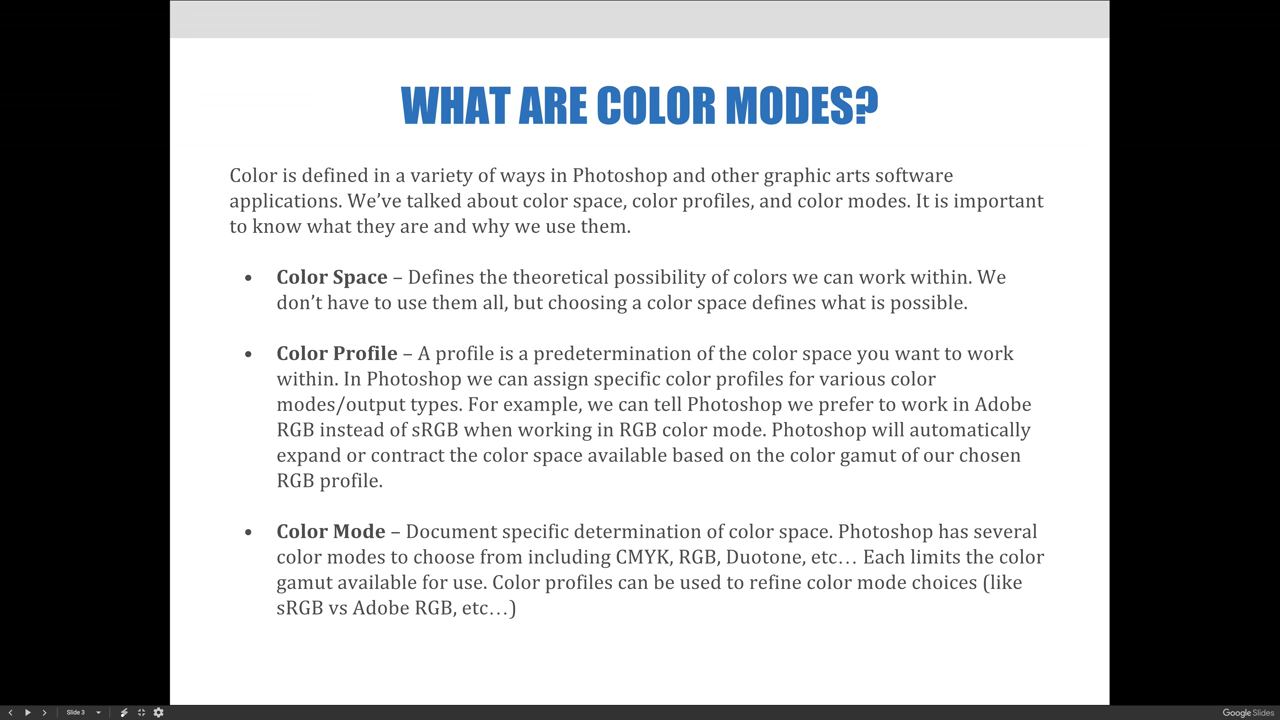 WHAT ARE COLOR MODES?
Color is defined in a variety of ways in Photoshop and other graphic arts software
applications. We’ve talked about color space, color profiles, and color modes. It is important
to know what they are and why we use them.
• Color Space – Defines the theoretical possibility of colors we can work within. We
don’t have to use them all, but choosing a color space defines what is possible.
• Color Profile – A profile is a predetermination of the color space you want to work
within. In Photoshop we can assign specific color profiles for various color
modes/output types. For example, we can tell Photoshop we prefer to work in Adobe
RGB instead of sRGB when working in RGB color mode. Photoshop will automatically
expand or contract the color space available based on the color gamut of our chosen
RGB profile.
• Color Mode – Document specific determination of color space. Photoshop has several
color modes to choose from including CMYK, RGB, Duotone, etc… Each limits the color
gamut available for use. Color profiles can be used to refine color mode choices (like
sRGB vs Adobe RGB, etc…)
Slide 3
Google Slides